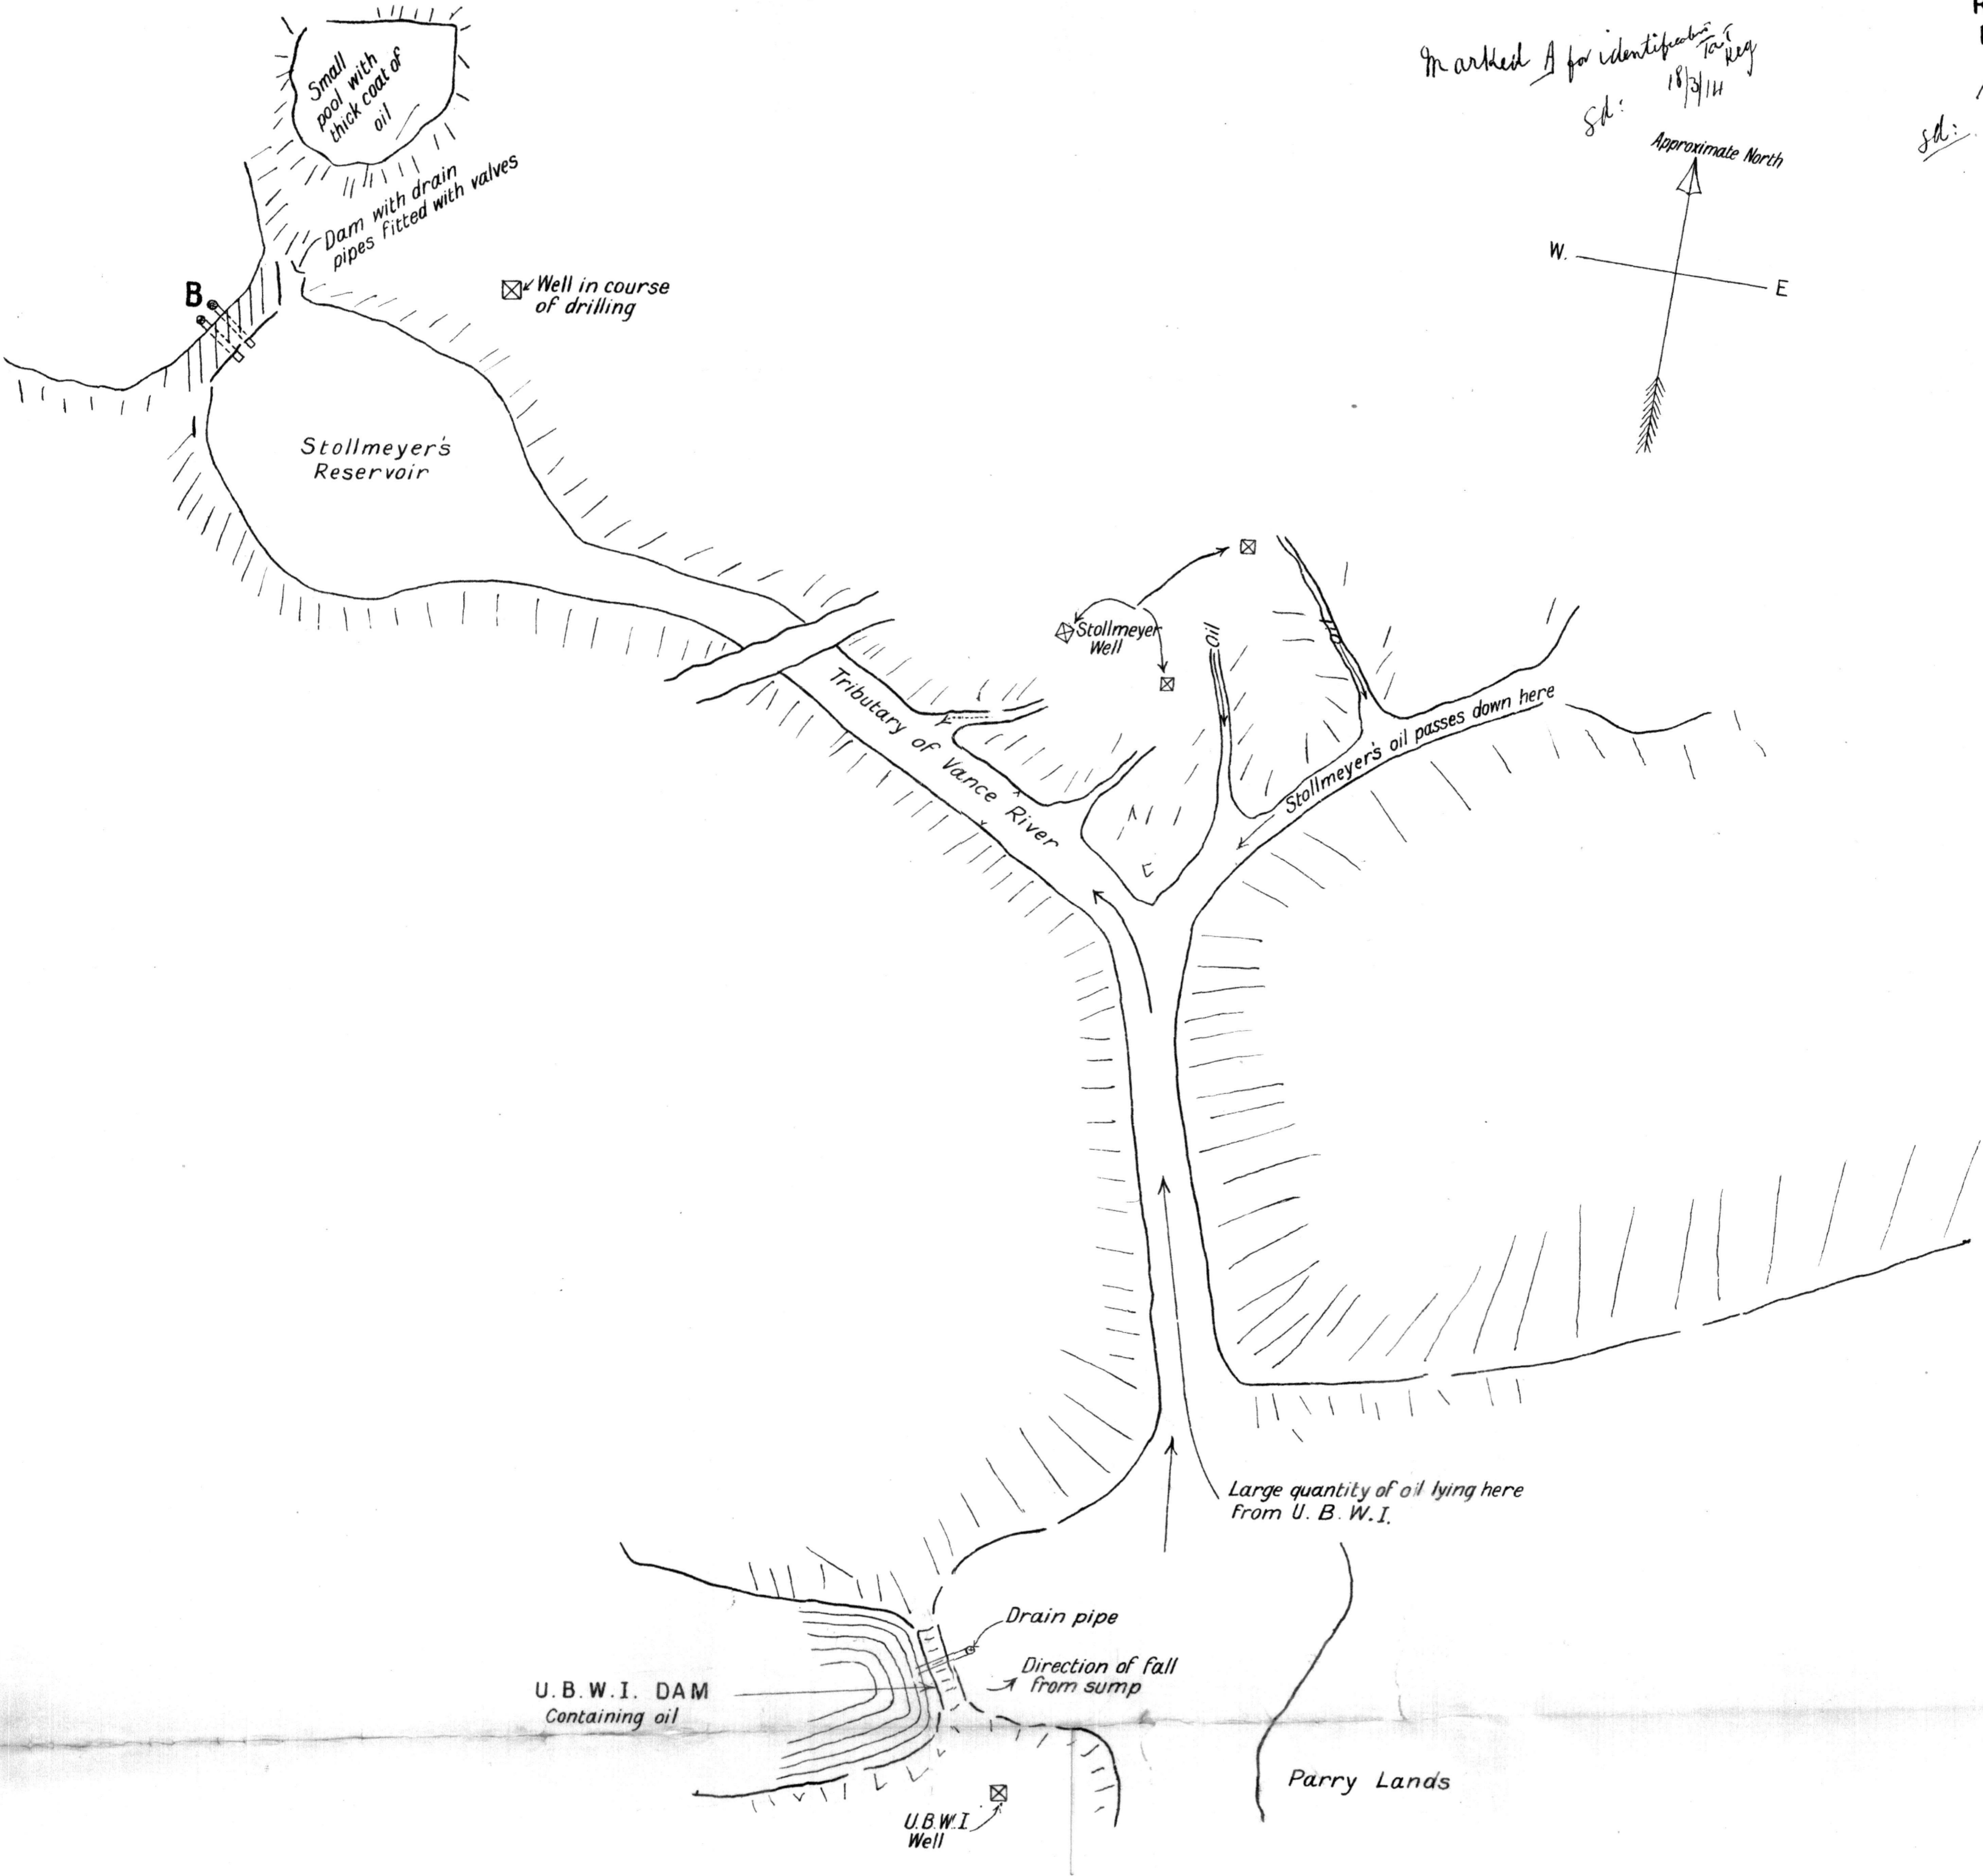 Marked A for identification
18/3/14
Sd:
Sd:
Approximate North
W.
E
Small
pool with
thick coat of
oil
Dam with drain
pipes fitted with valves
B
Well in course
of drilling
Stollmeyer's
Reservoir
Stollmeyer
Well
Oil
Oil
Stollmeyer's oil passes down here
Tributary of Vance River
Large quantity of oil lying here
from U. B. W. I.
Drain pipe
Direction of fall
from sump
U. B. W. I. DAM
Containing oil
Parry Lands
U.B.W.I
Well